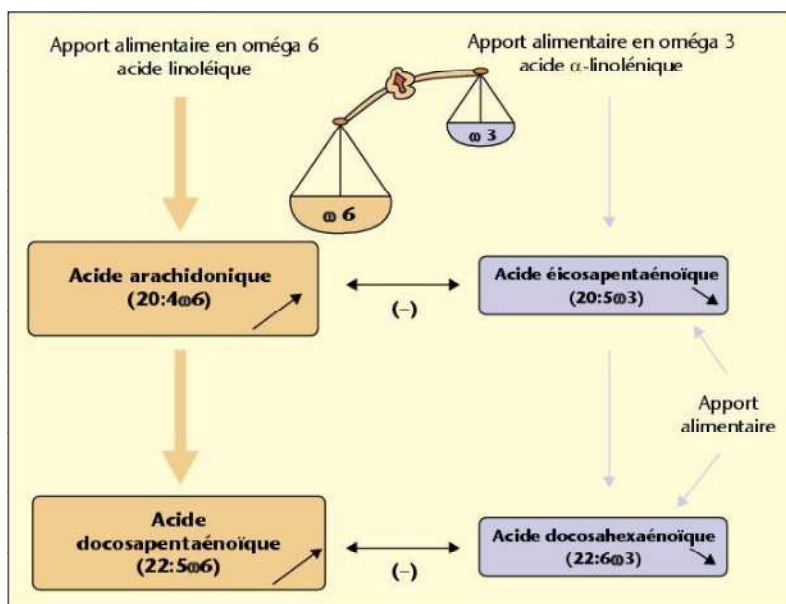 Apport alimentaire en oméga 6
acide linoléique
Apport alimentaire en oméga 3
acide α-linolénique
ω 3
ω 6
Acide arachidonique
(20:4ω6)
(–)
Acide éicosapentaénoïque
(20:5ω3)
Apport
alimentaire
Acide
docosapentaénoïque
(22:5ω6)
(–)
Acide docosahexaénoïque
(22:6ω3)